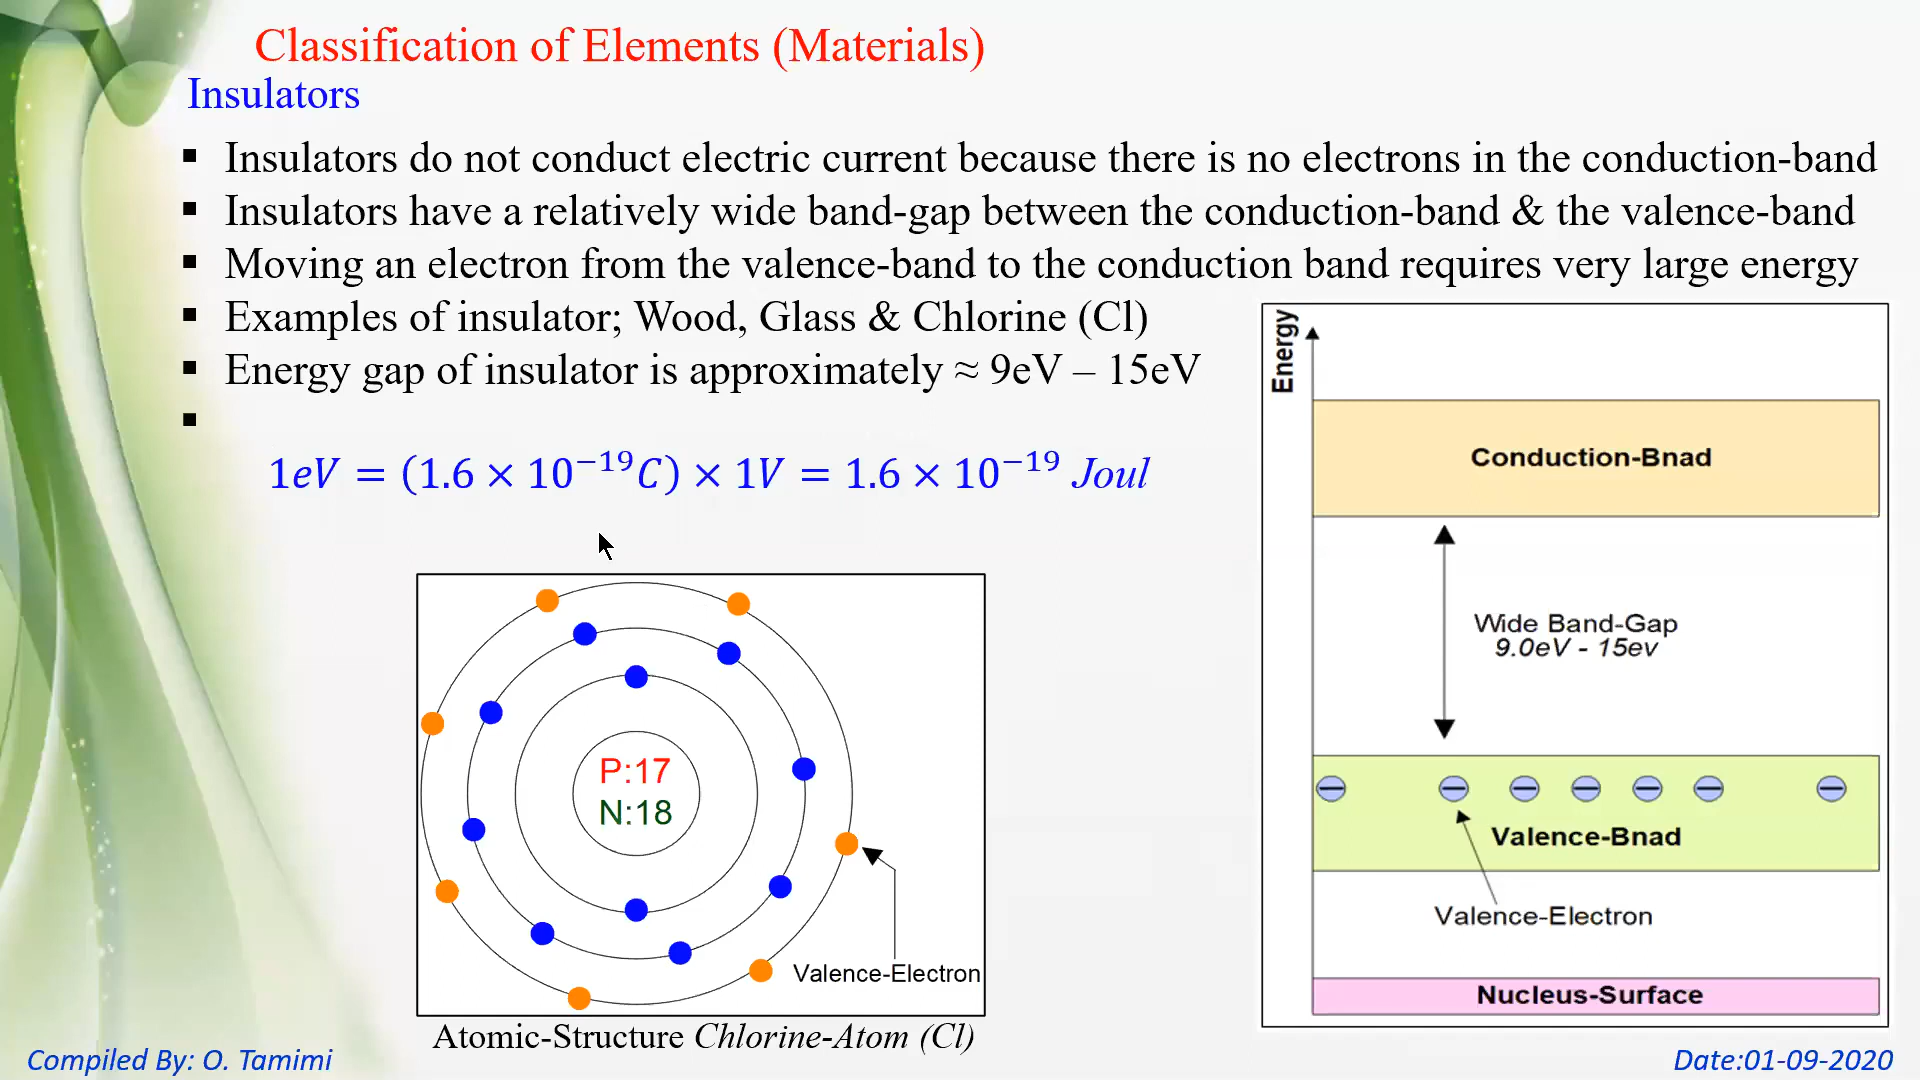 Classification of Elements (Materials)
Insulators
▪ Insulators do not conduct electric current because there is no electrons in the conduction-band
▪ Insulators have a relatively wide band-gap between the conduction-band & the valence-band
▪ Moving an electron from the valence-band to the conduction band requires very large energy
▪ Examples of insulator; Wood, Glass & Chlorine (Cl)
▪ Energy gap of insulator is approximately ≈ 9eV – 15eV
▪
1eV = (1.6 × 10⁻¹⁹C) × 1V = 1.6 × 10⁻¹⁹ Joul
P:17
N:18
Valence-Electron
Atomic-Structure Chlorine-Atom (Cl)
Energy
Conduction-Bnad
Wide Band-Gap
9.0eV - 15ev
Valence-Bnad
Valence-Electron
Nucleus-Surface
Compiled By: O. Tamimi
Date:01-09-2020